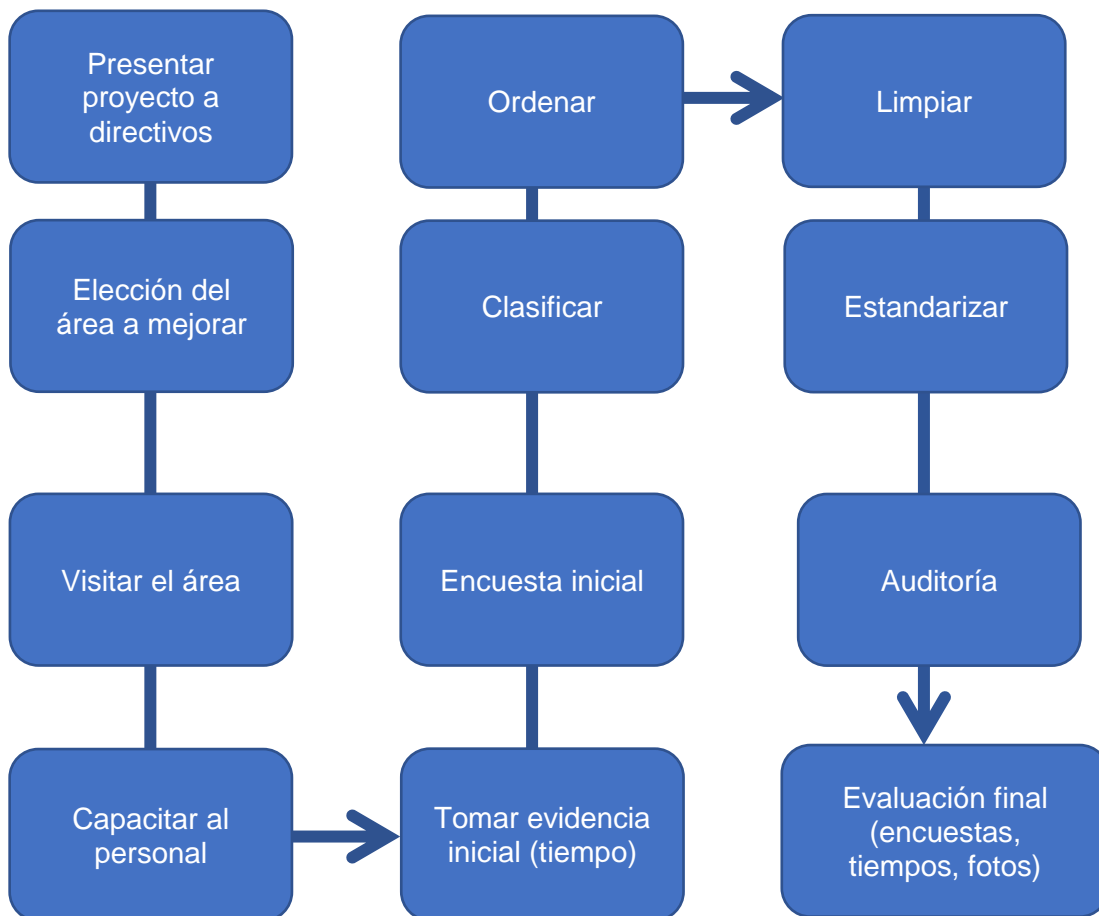 Presentar
proyecto a
directivos
Elección del
área a mejorar
Visitar el área
Capacitar al
personal
Tomar evidencia
inicial (tiempo)
Encuesta inicial
Clasificar
Ordenar
Limpiar
Estandarizar
Auditoría
Evaluación final
(encuestas,
tiempos, fotos)